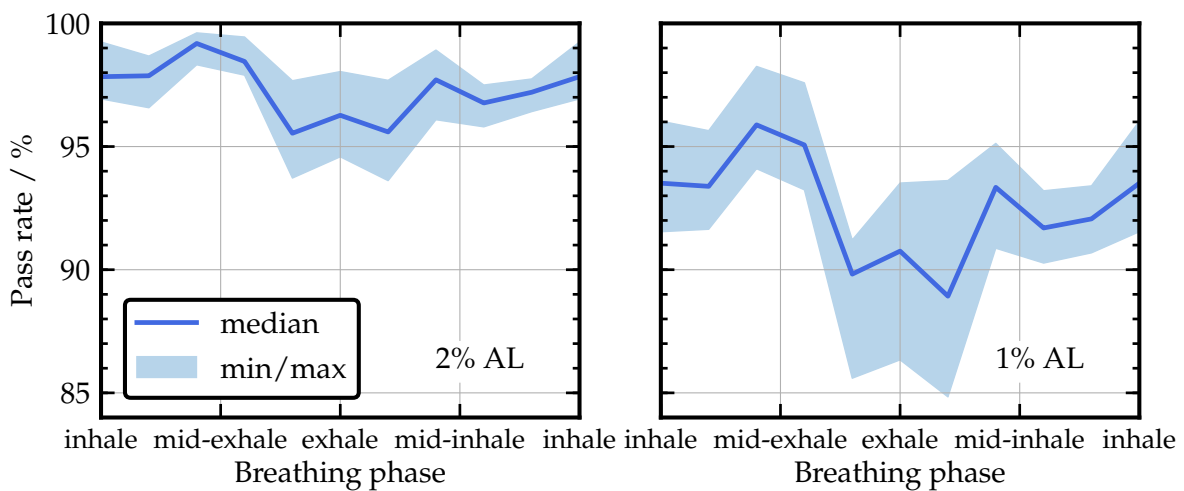 100
95
90
85
Pass rate / %
median
min/max
2% AL
1% AL
inhale mid-exhale exhale mid-inhale inhale
inhale mid-exhale exhale mid-inhale inhale
Breathing phase
Breathing phase